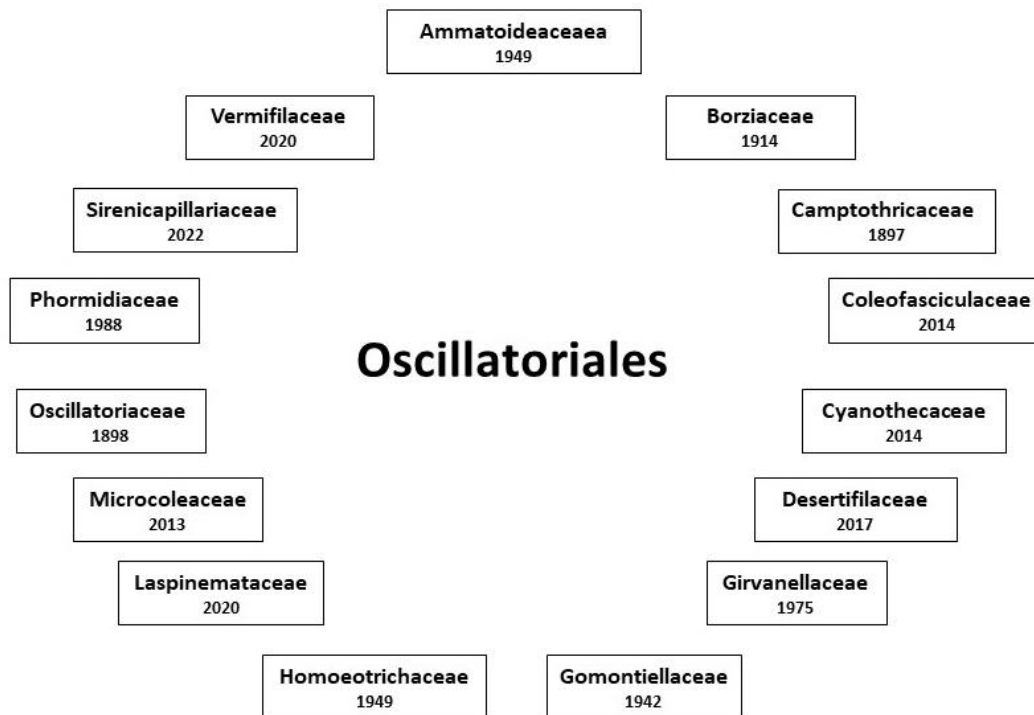 Ammatoideaceaea
1949
Vermifilaceae
2020
Borziaceae
1914
Sirenicapillariaceae
2022
Camptothricaceae
1897
Phormidiaceae
1988
Coleofasciculaceae
2014
Oscillatoriales
Oscillatoriaceae
1898
Cyanothecaceae
2014
Microcoleaceae
2013
Desertifilaceae
2017
Laspinemataceae
2020
Girvanellaceae
1975
Homoeotrichaceae
1949
Gomontiellaceae
1942